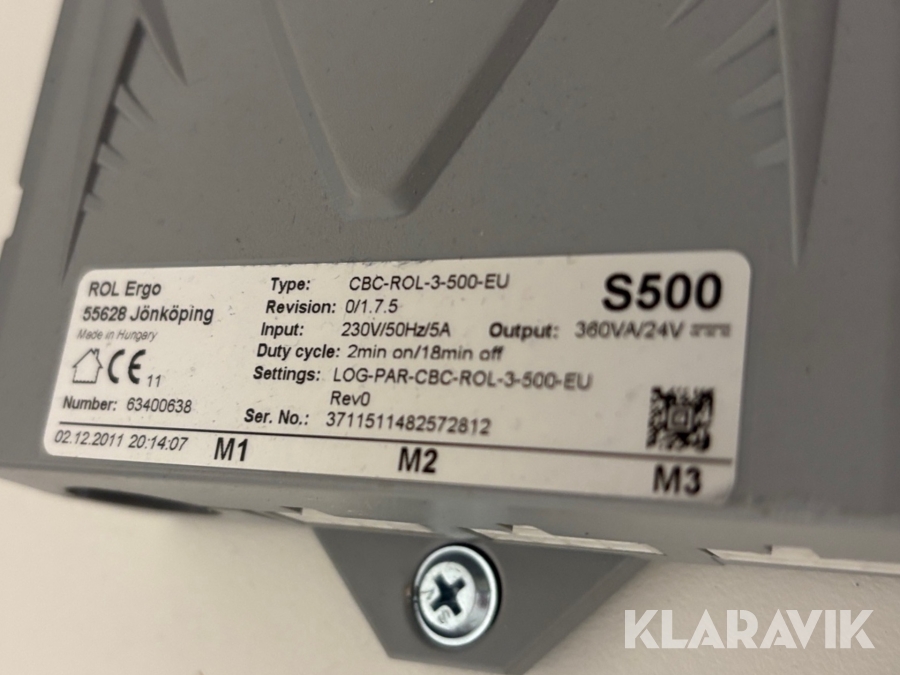 ROL Ergo
55628 Jönköping
Made in Hungary
CE 11
Number: 63400638
02.12.2011 20:14:07
Type: CBC-ROL-3-500-EU
S500
Revision: 0/1.7.5
Input: 230V/50Hz/5A Output: 360VA/24V
Duty cycle: 2min on/18min off
Settings: LOG-PAR-CBC-ROL-3-500-EU
Rev0
Ser. No.: 3711511482572812
M1 M2 M3
KLARAVIK